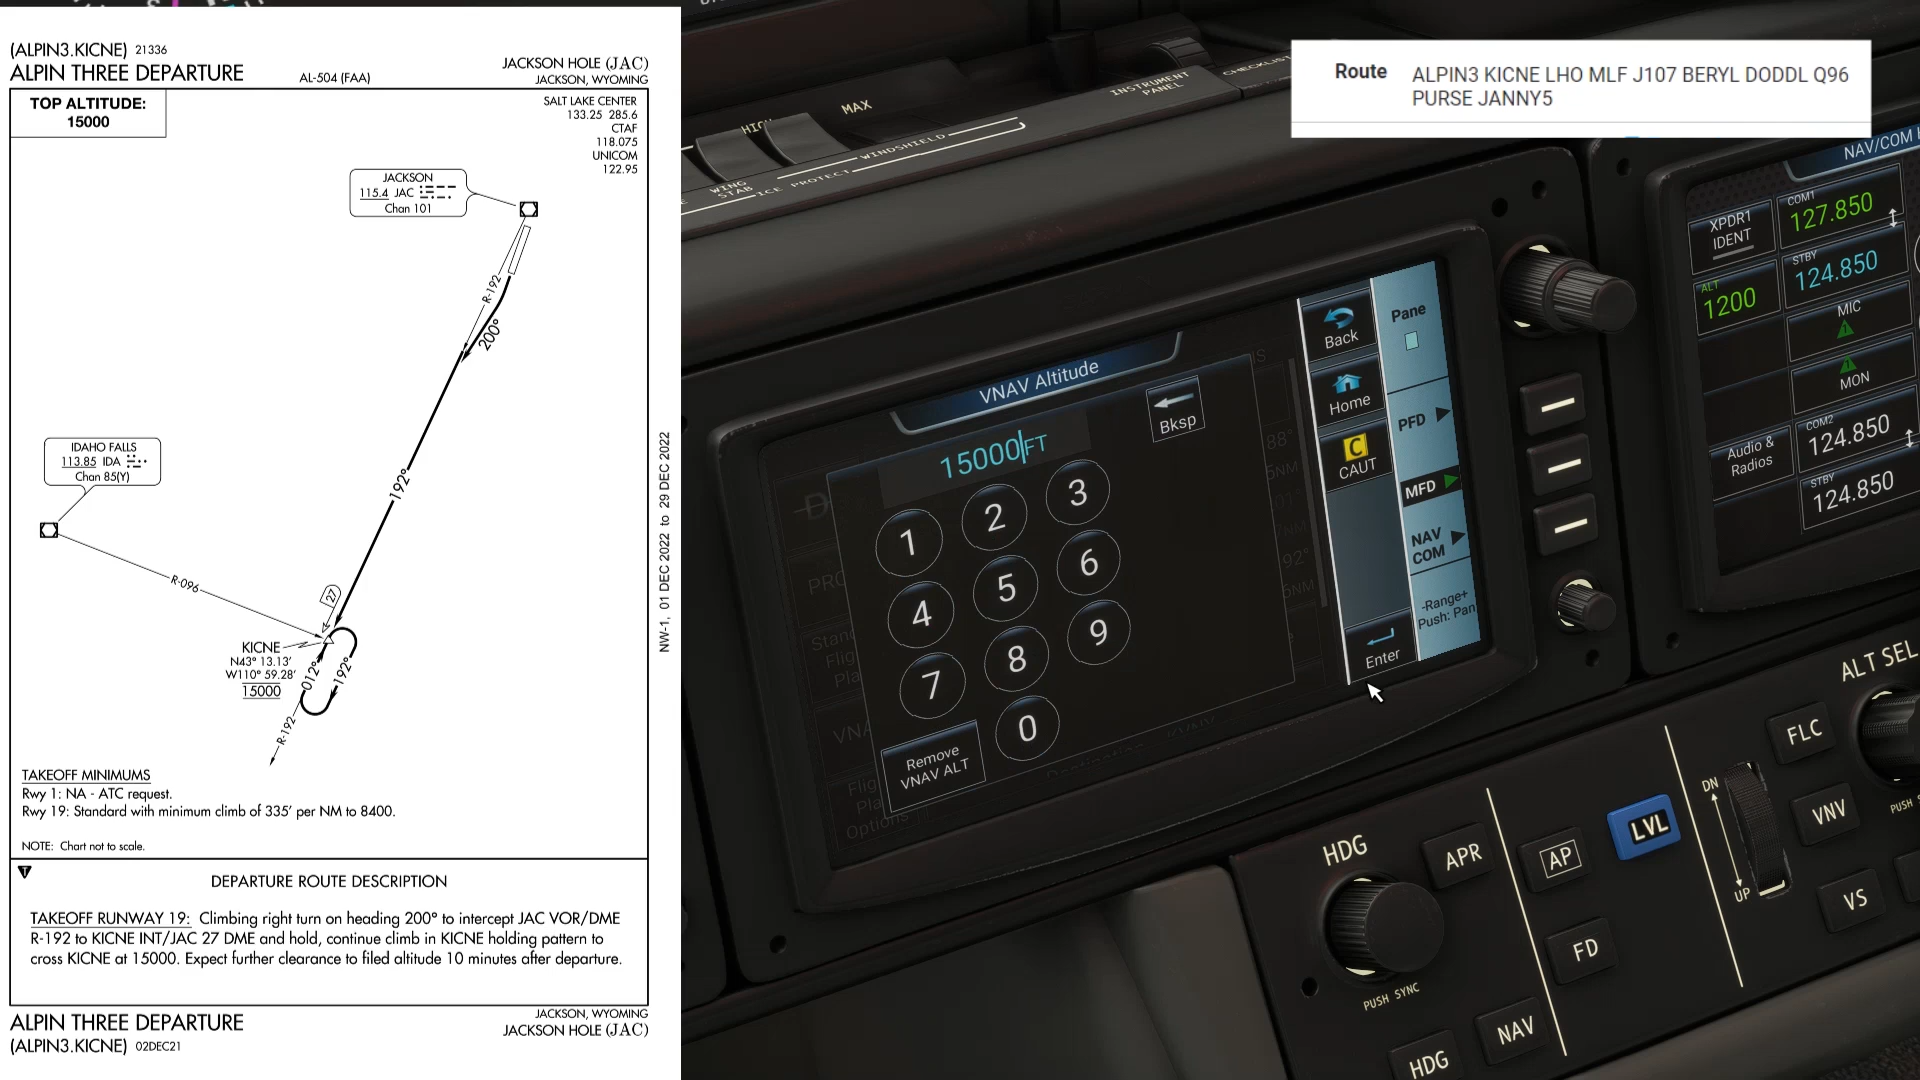 (ALPIN3.KICNE) 21336
ALPIN THREE DEPARTURE
AL-504 (FAA)
JACKSON HOLE (JAC)
JACKSON, WYOMING
TOP ALTITUDE:
15000
SALT LAKE CENTER
133.25 285.6
CTAF
118.075
UNICOM
122.95
JACKSON
115.4 JAC
Chan 101
R-192
200°
192°
IDAHO FALLS
113.85 IDA
Chan 85(Y)
R-096
27
KICNE
N43° 13.13'
W110° 59.28'
15000
012°
192°
R-192
TAKEOFF MINIMUMS
Rwy 1: NA - ATC request.
Rwy 19: Standard with minimum climb of 335' per NM to 8400.
NOTE: Chart not to scale.
T
DEPARTURE ROUTE DESCRIPTION
TAKEOFF RUNWAY 19: Climbing right turn on heading 200° to intercept JAC VOR/DME
R-192 to KICNE INT/JAC 27 DME and hold, continue climb in KICNE holding pattern to
cross KICNE at 15000. Expect further clearance to filed altitude 10 minutes after departure.
ALPIN THREE DEPARTURE
(ALPIN3.KICNE) 02DEC21
JACKSON, WYOMING
JACKSON HOLE (JAC)
NW-1, 01 DEC 2022 to 29 DEC 2022
Route ALPIN3 KICNE LHO MLF J107 BERYL DODDL Q96
PURSE JANNY5
HIGH
MAX
INSTRUMENT
PANEL
CHECKLIST
WINDSHIELD
WING
STAB
ICE PROTECT
VNAV Altitude
15000FT
Bksp
1
2
3
4
5
6
7
8
9
0
Remove
VNAV ALT
Back
Home
C
CAUT
Enter
Pane
PFD
MFD
NAV
COM
-Range+
Push: Pan
NAV/COM
XPDR1
IDENT
ALT
1200
COM1
127.850
STBY
124.850
MIC
MON
Audio &
Radios
COM2
124.850
STBY
124.850
ALT SEL
HDG
PUSH SYNC
APR
AP
LVL
FD
NAV
HDG
DN
UP
FLC
VNV
VS
PUSH